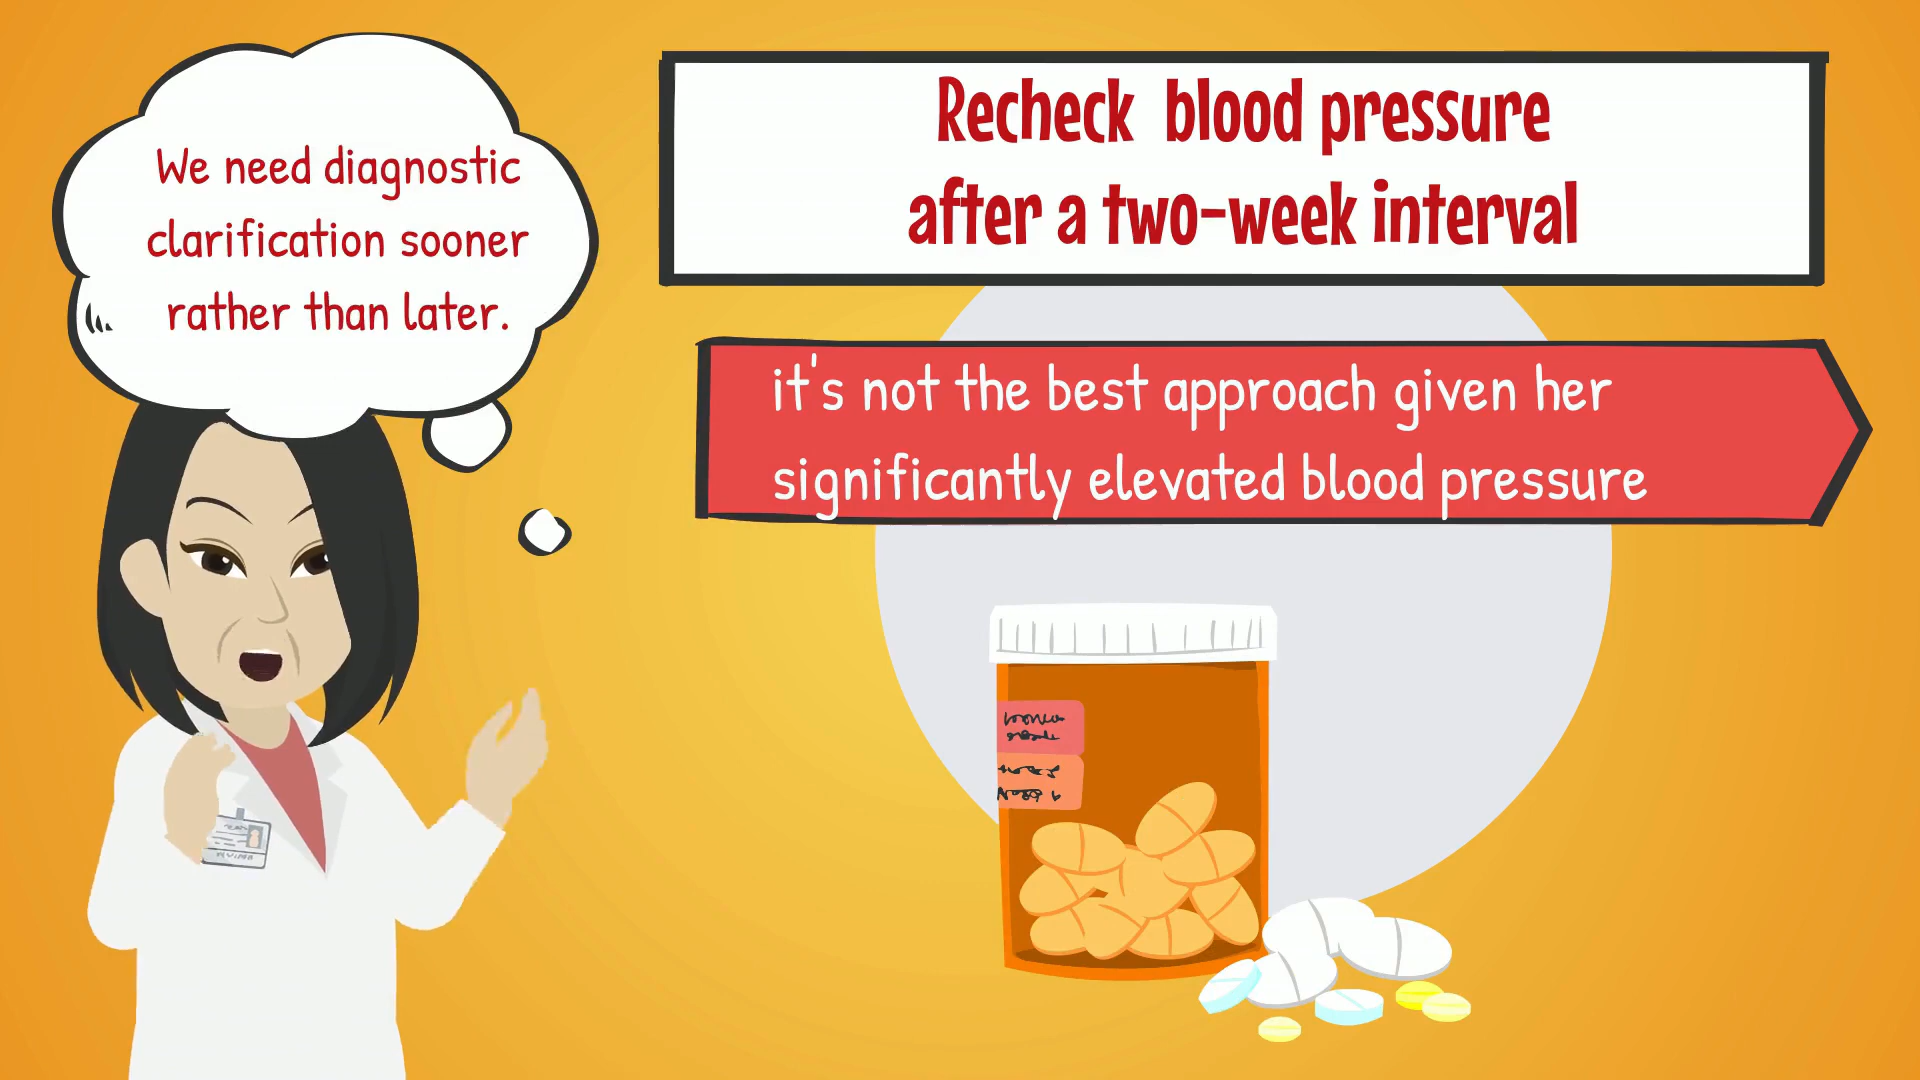 We need diagnostic
clarification sooner
rather than later.
Recheck blood pressure
after a two-week interval
it's not the best approach given her
significantly elevated blood pressure